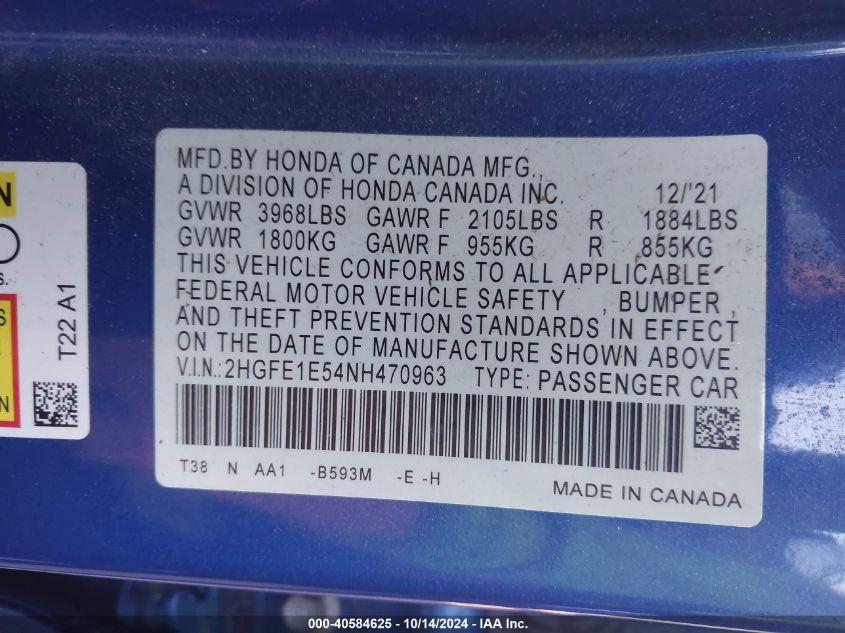 MFD.BY HONDA OF CANADA MFG.,
A DIVISION OF HONDA CANADA INC. 12/'21
GVWR 3968LBS GAWR F 2105LBS R 1884LBS
GVWR 1800KG GAWR F 955KG R 855KG
THIS VEHICLE CONFORMS TO ALL APPLICABLE
FEDERAL MOTOR VEHICLE SAFETY , BUMPER ,
AND THEFT PREVENTION STANDARDS IN EFFECT
ON THE DATE OF MANUFACTURE SHOWN ABOVE.
V.I.N.:2HGFE1E54NH470963 TYPE: PASSENGER CAR
T38 N AA1 -B593M -E -H
MADE IN CANADA
N
S.
S
E
N
T22 A1
000-40584625 - 10/14/2024 - IAAI.com